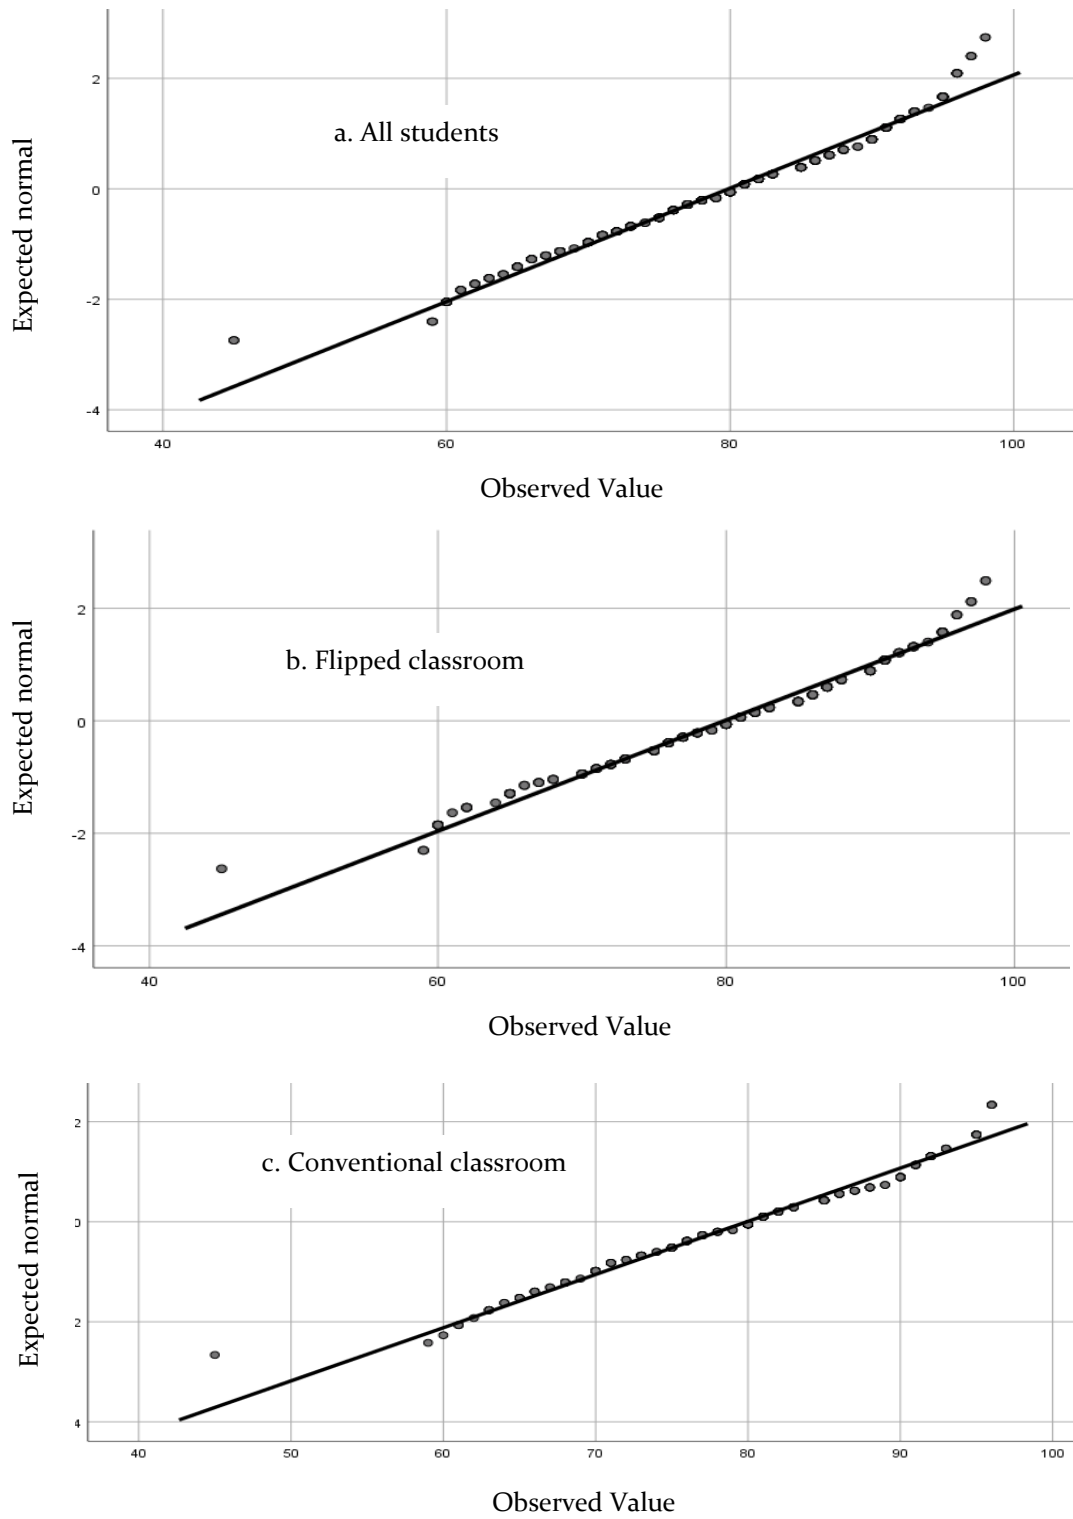 Expected normal
2
0
-2
-4
a. All students
40 60 80 100
Observed Value
Expected normal
2
0
-2
-4
b. Flipped classroom
40 60 80 100
Observed Value
Expected normal
2
0
2
4
c. Conventional classroom
40 50 60 70 80 90 100
Observed Value